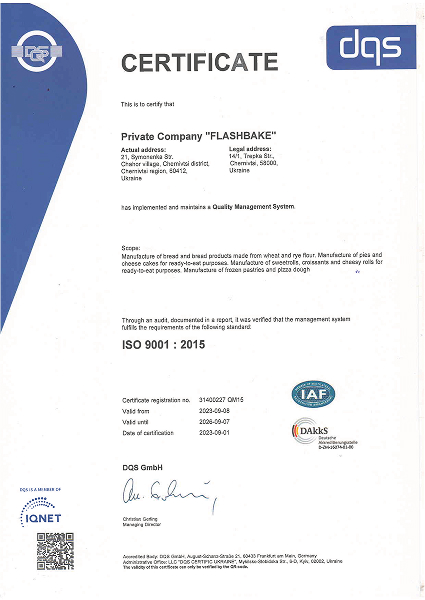 DQS
dqs
CERTIFICATE
This is to certify that
Private Company "FLASHBAKE"
Actual address:
21, Symonenka Str.
Chahor village, Chernivtsi district,
Chernivtsi region, 60412,
Ukraine
Legal address:
14/1, Trepka Str.,
Chernivtsi, 58000,
Ukraine
has implemented and maintains a Quality Management System.
Scope:
Manufacture of bread and bread products made from wheat and rye flour. Manufacture of pies and
cheese cakes for ready-to-eat purposes. Manufacture of sweetrolls, croissants and cheesy rolls for
ready-to-eat purposes. Manufacture of frozen pastries and pizza dough
Through an audit, documented in a report, it was verified that the management system
fulfills the requirements of the following standard:
ISO 9001 : 2015
Certificate registration no. 31400227 QM15
Valid from 2023-09-08
Valid until 2026-09-07
Date of certification 2023-09-01
IAF
DAkkS
Deutsche
Akkreditierungsstelle
DQS GmbH
Christian Gerling
Managing Director
DQS IS A MEMBER OF
IQNET
Accredited Body: DQS GmbH, August-Schanz-Straße 21, 60433 Frankfurt am Main, Germany
Administrative Office: LLC "DQS CERTIFIC UKRAINE", Mykilsko-Slobidska Str., 6-D, Kyiv, 02002, Ukraine
The validity of this certificate can only be verified by the QR-code.